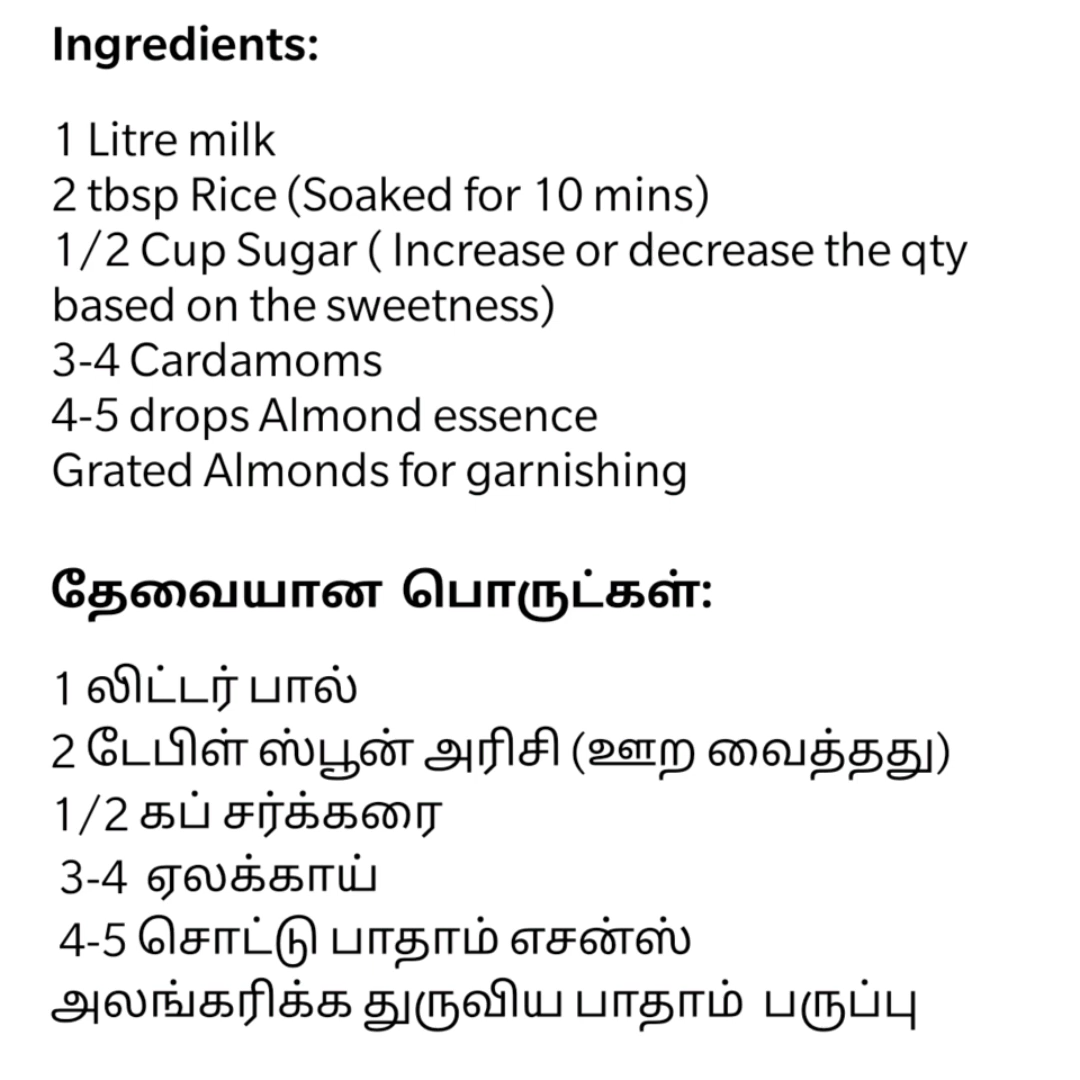 Ingredients:
1 Litre milk
2 tbsp Rice (Soaked for 10 mins)
1/2 Cup Sugar ( Increase or decrease the qty
based on the sweetness)
3-4 Cardamoms
4-5 drops Almond essence
Grated Almonds for garnishing
தேவையான பொருட்கள்:
1 லிட்டர் பால்
2 டேபிள் ஸ்பூன் அரிசி (ஊற வைத்தது)
1/2 கப் சர்க்கரை
3-4 ஏலக்காய்
4-5 சொட்டு பாதாம் எசன்ஸ்
அலங்கரிக்க துருவிய பாதாம் பருப்பு